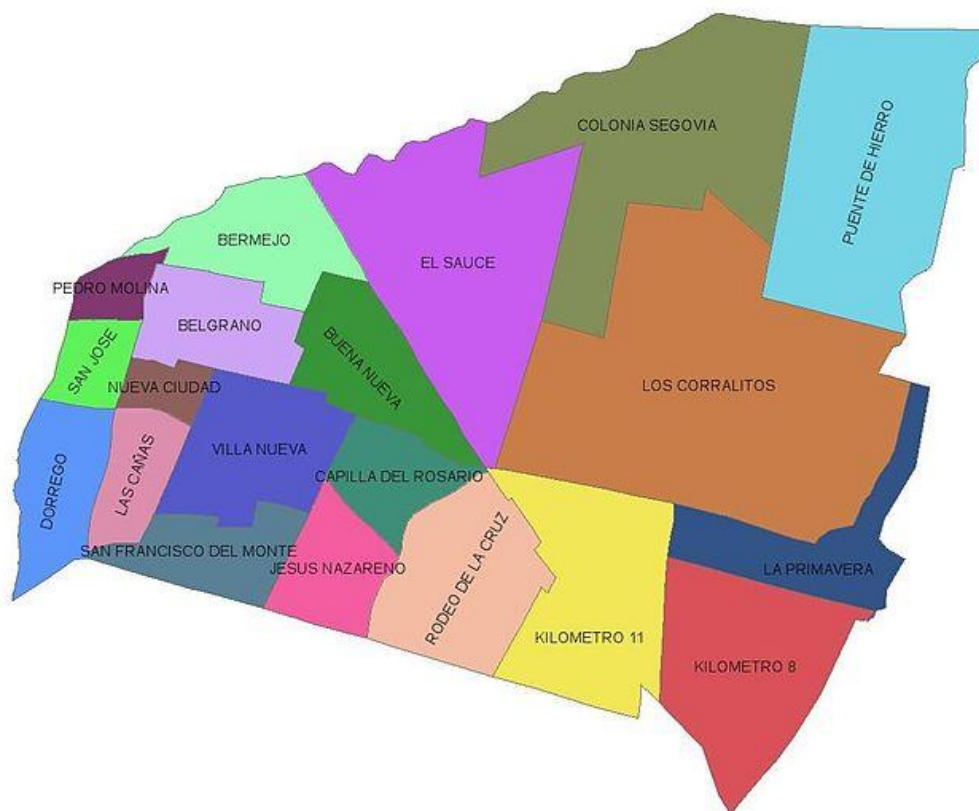 COLONIA SEGOVIA
PUENTE DE HIERRO
BERMEJO
EL SAUCE
PEDRO MOLINA
BELGRANO
SAN JOSE
BUENA NUEVA
NUEVA CIUDAD
LOS CORRALITOS
DORREGO
LAS CAÑAS
VILLA NUEVA
CAPILLA DEL ROSARIO
SAN FRANCISCO DEL MONTE
JESUS NAZARENO
RODEO DE LA CRUZ
LA PRIMAVERA
KILOMETRO 11
KILOMETRO 8